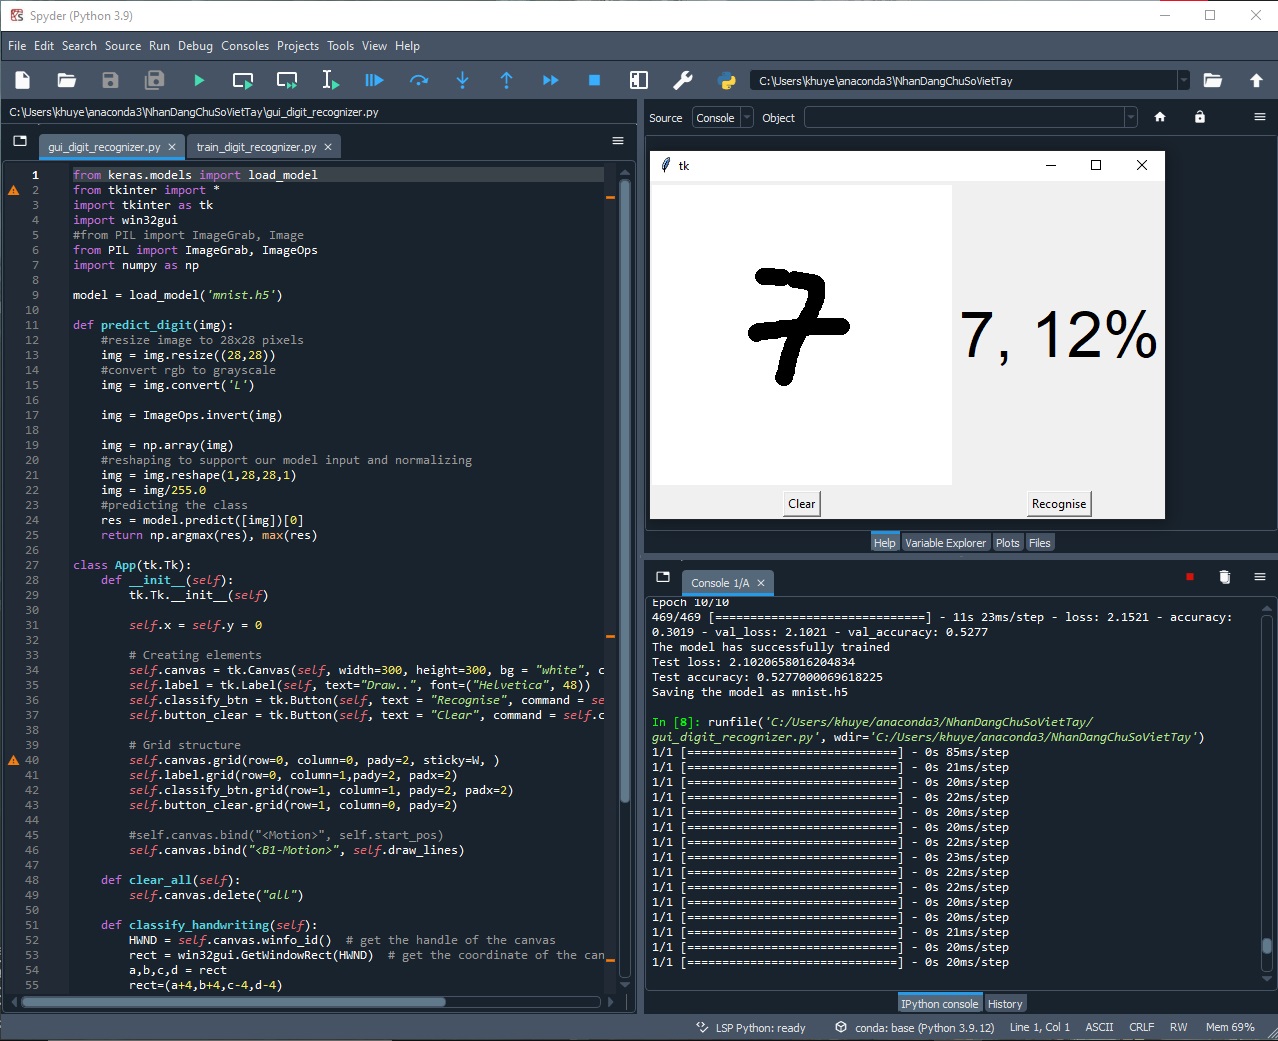 Spyder (Python 3.9)
File Edit Search Source Run Debug Consoles Projects Tools View Help
C:\Users\khuye\anaconda3\NhanDangChuSoVietTay
C:\Users\khuye\anaconda3\NhanDangChuSoVietTay\gui_digit_recognizer.py
gui_digit_recognizer.py train_digit_recognizer.py
1 from keras.models import load_model
2 from tkinter import *
3 import tkinter as tk
4 import win32gui
5 #from PIL import ImageGrab, Image
6 from PIL import ImageGrab, ImageOps
7 import numpy as np
8
9 model = load_model('mnist.h5')
10
11 def predict_digit(img):
12 #resize image to 28x28 pixels
13 img = img.resize((28,28))
14 #convert rgb to grayscale
15 img = img.convert('L')
16
17 img = ImageOps.invert(img)
18
19 img = np.array(img)
20 #reshaping to support our model input and normalizing
21 img = img.reshape(1,28,28,1)
22 img = img/255.0
23 #predicting the class
24 res = model.predict([img])[0]
25 return np.argmax(res), max(res)
26
27 class App(tk.Tk):
28 def __init__(self):
29 tk.Tk.__init__(self)
30
31 self.x = self.y = 0
32
33 # Creating elements
34 self.canvas = tk.Canvas(self, width=300, height=300, bg = "white", c
35 self.label = tk.Label(self, text="Draw..", font=("Helvetica", 48))
36 self.classify_btn = tk.Button(self, text = "Recognise", command = se
37 self.button_clear = tk.Button(self, text = "Clear", command = self.c
38
39 # Grid structure
40 self.canvas.grid(row=0, column=0, pady=2, sticky=W, )
41 self.label.grid(row=0, column=1,pady=2, padx=2)
42 self.classify_btn.grid(row=1, column=1, pady=2, padx=2)
43 self.button_clear.grid(row=1, column=0, pady=2)
44
45 #self.canvas.bind("<Motion>", self.start_pos)
46 self.canvas.bind("<B1-Motion>", self.draw_lines)
47
48 def clear_all(self):
49 self.canvas.delete("all")
50
51 def classify_handwriting(self):
52 HWND = self.canvas.winfo_id() # get the handle of the canvas
53 rect = win32gui.GetWindowRect(HWND) # get the coordinate of the can
54 a,b,c,d = rect
55 rect=(a+4,b+4,c-4,d-4)
Source Console Object
tk
7
7, 12%
Clear Recognise
Help Variable Explorer Plots Files
Console 1/A
Epoch 10/10
469/469 [==============================] - 11s 23ms/step - loss: 2.1521 - accuracy:
0.3019 - val_loss: 2.1021 - val_accuracy: 0.5277
The model has successfully trained
Test loss: 2.1020658016204834
Test accuracy: 0.5277000069618225
Saving the model as mnist.h5
In [8]: runfile('C:/Users/khuye/anaconda3/NhanDangChuSoVietTay/
gui_digit_recognizer.py', wdir='C:/Users/khuye/anaconda3/NhanDangChuSoVietTay')
1/1 [==============================] - 0s 85ms/step
1/1 [==============================] - 0s 21ms/step
1/1 [==============================] - 0s 20ms/step
1/1 [==============================] - 0s 22ms/step
1/1 [==============================] - 0s 20ms/step
1/1 [==============================] - 0s 20ms/step
1/1 [==============================] - 0s 22ms/step
1/1 [==============================] - 0s 23ms/step
1/1 [==============================] - 0s 22ms/step
1/1 [==============================] - 0s 22ms/step
1/1 [==============================] - 0s 20ms/step
1/1 [==============================] - 0s 20ms/step
1/1 [==============================] - 0s 21ms/step
1/1 [==============================] - 0s 20ms/step
1/1 [==============================] - 0s 20ms/step
IPython console History
LSP Python: ready conda: base (Python 3.9.12) Line 1, Col 1 ASCII CRLF RW Mem 69%